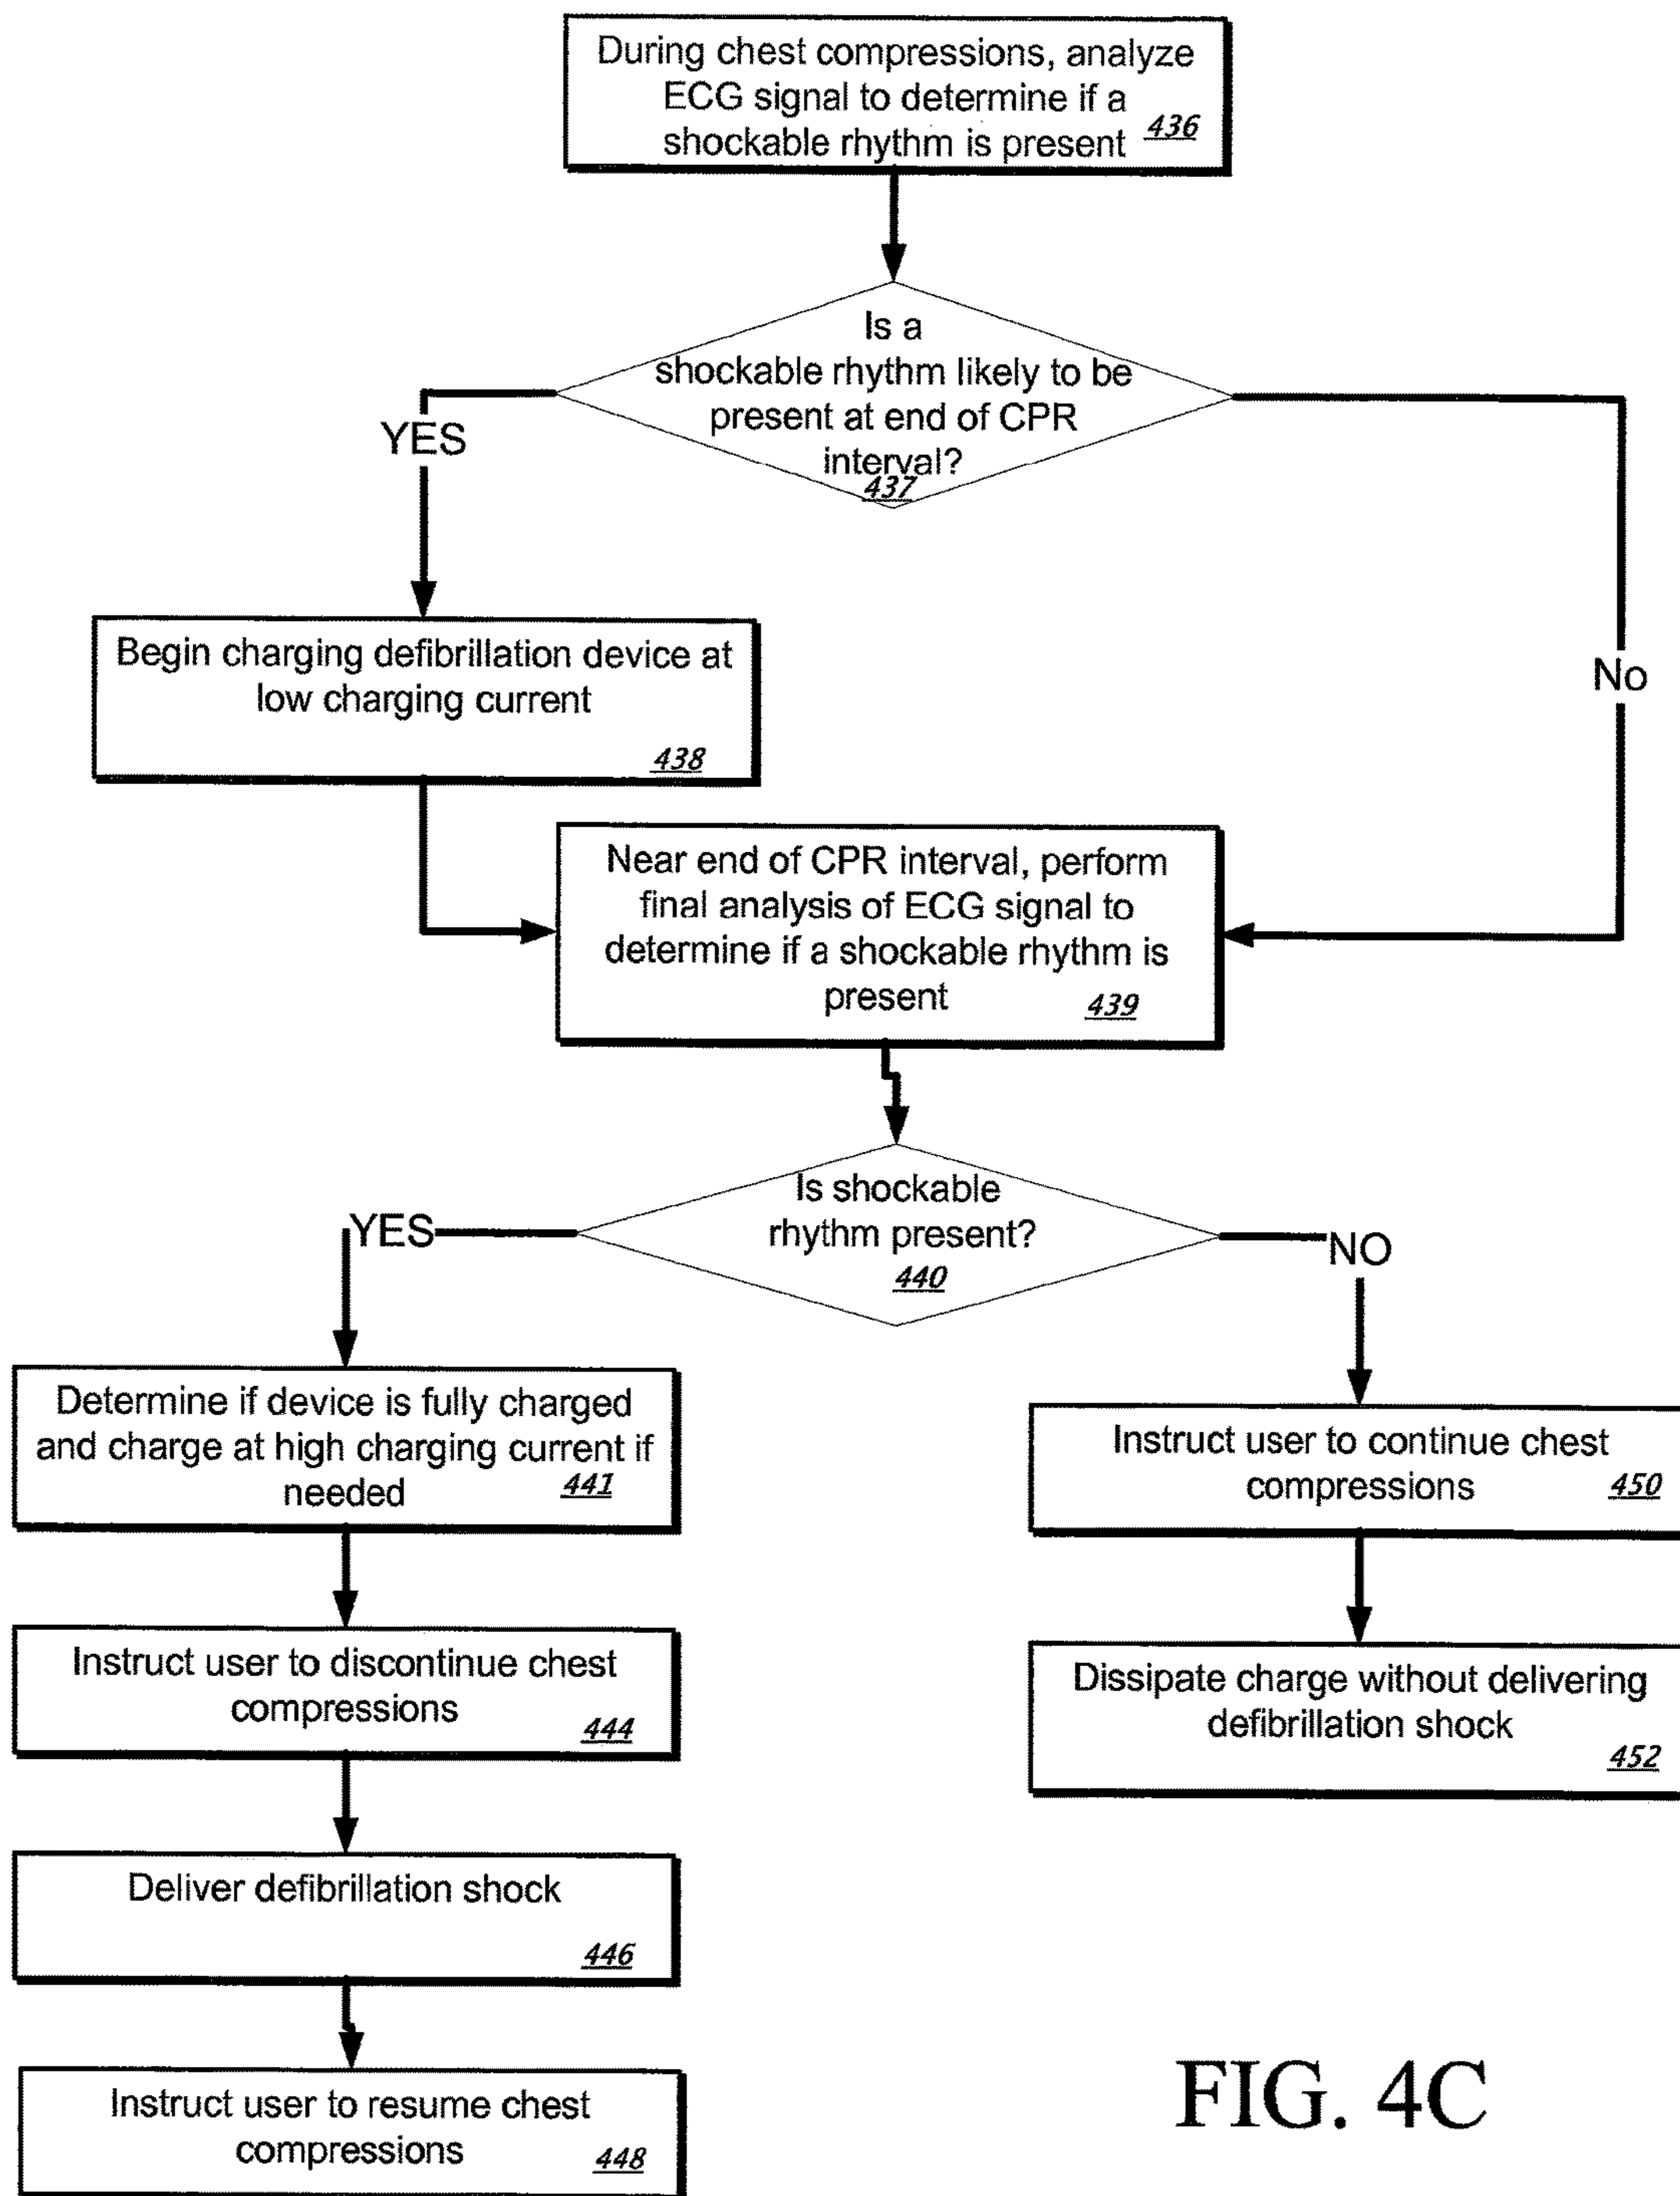 During chest compressions, analyze
ECG signal to determine if a
shockable rhythm is present 436
Is a
shockable rhythm likely to be
present at end of CPR
interval?
437
YES
No
Begin charging defibrillation device at
low charging current
438
Near end of CPR interval, perform
final analysis of ECG signal to
determine if a shockable rhythm is
present 439
Is shockable
rhythm present?
440
YES
NO
Determine if device is fully charged
and charge at high charging current if
needed 441
Instruct user to continue chest
compressions 450
Instruct user to discontinue chest
compressions 444
Dissipate charge without delivering
defibrillation shock
452
Deliver defibrillation shock
446
Instruct user to resume chest
compressions 448
FIG. 4C